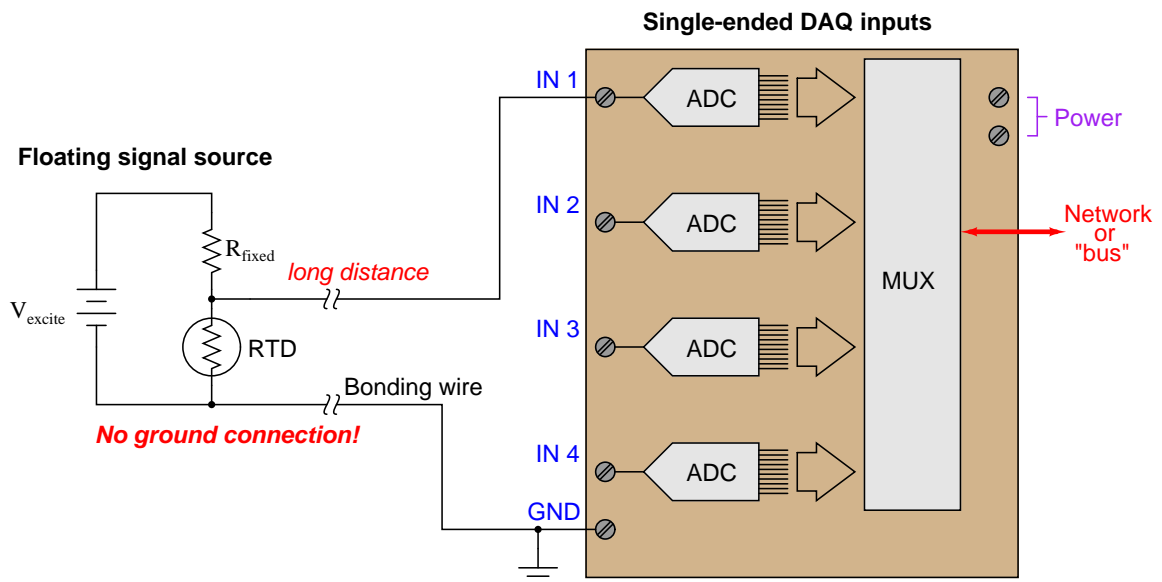 Single-ended DAQ inputs
IN 1
ADC
Power
Floating signal source
IN 2
ADC
Network
or
"bus"
Rfixed
long distance
MUX
Vexcite
IN 3
ADC
RTD
Bonding wire
No ground connection!
IN 4
ADC
GND